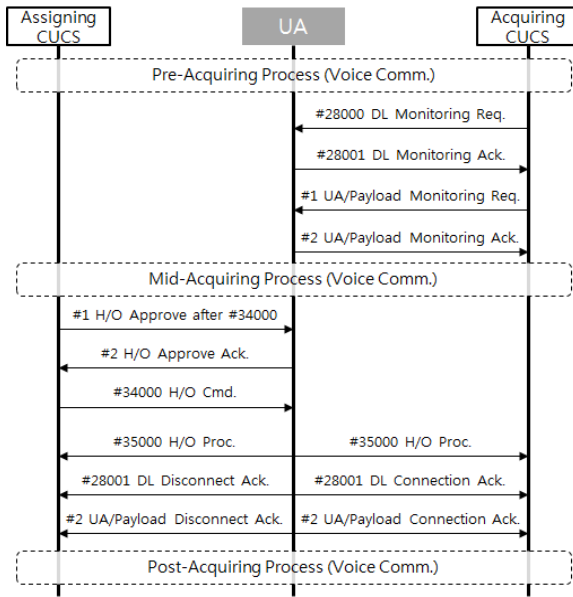 Assigning
CUCS
UA
Acquiring
CUCS
Pre-Acquiring Process (Voice Comm.)
#28000 DL Monitoring Req.
#28001 DL Monitoring Ack.
#1 UA/Payload Monitoring Req.
#2 UA/Payload Monitoring Ack.
Mid-Acquiring Process (Voice Comm.)
#1 H/O Approve after #34000
#2 H/O Approve Ack.
#34000 H/O Cmd.
#35000 H/O Proc.
#35000 H/O Proc.
#28001 DL Disconnect Ack.
#28001 DL Connection Ack.
#2 UA/Payload Disconnect Ack.
#2 UA/Payload Connection Ack.
Post-Acquiring Process (Voice Comm.)